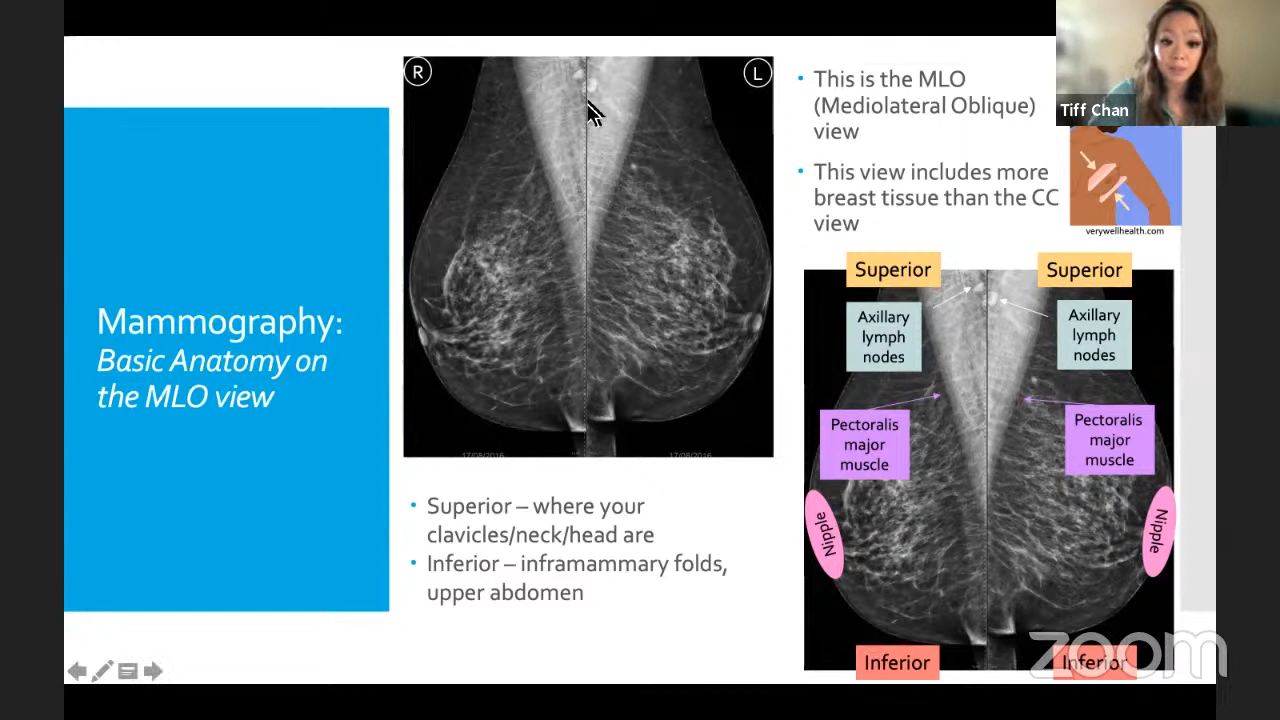 Mammography:
Basic Anatomy on
the MLO view
R
L
17/08/2016
17/08/2016
• Superior – where your
clavicles/neck/head are
• Inferior – inframammary folds,
upper abdomen
• This is the MLO
(Mediolateral Oblique)
view
• This view includes more
breast tissue than the CC
view
Tiff Chan
verywellhealth.com
Superior
Superior
Axillary
lymph
nodes
Axillary
lymph
nodes
Pectoralis
major
muscle
Pectoralis
major
muscle
Nipple
Nipple
Inferior
Inferior
zoom